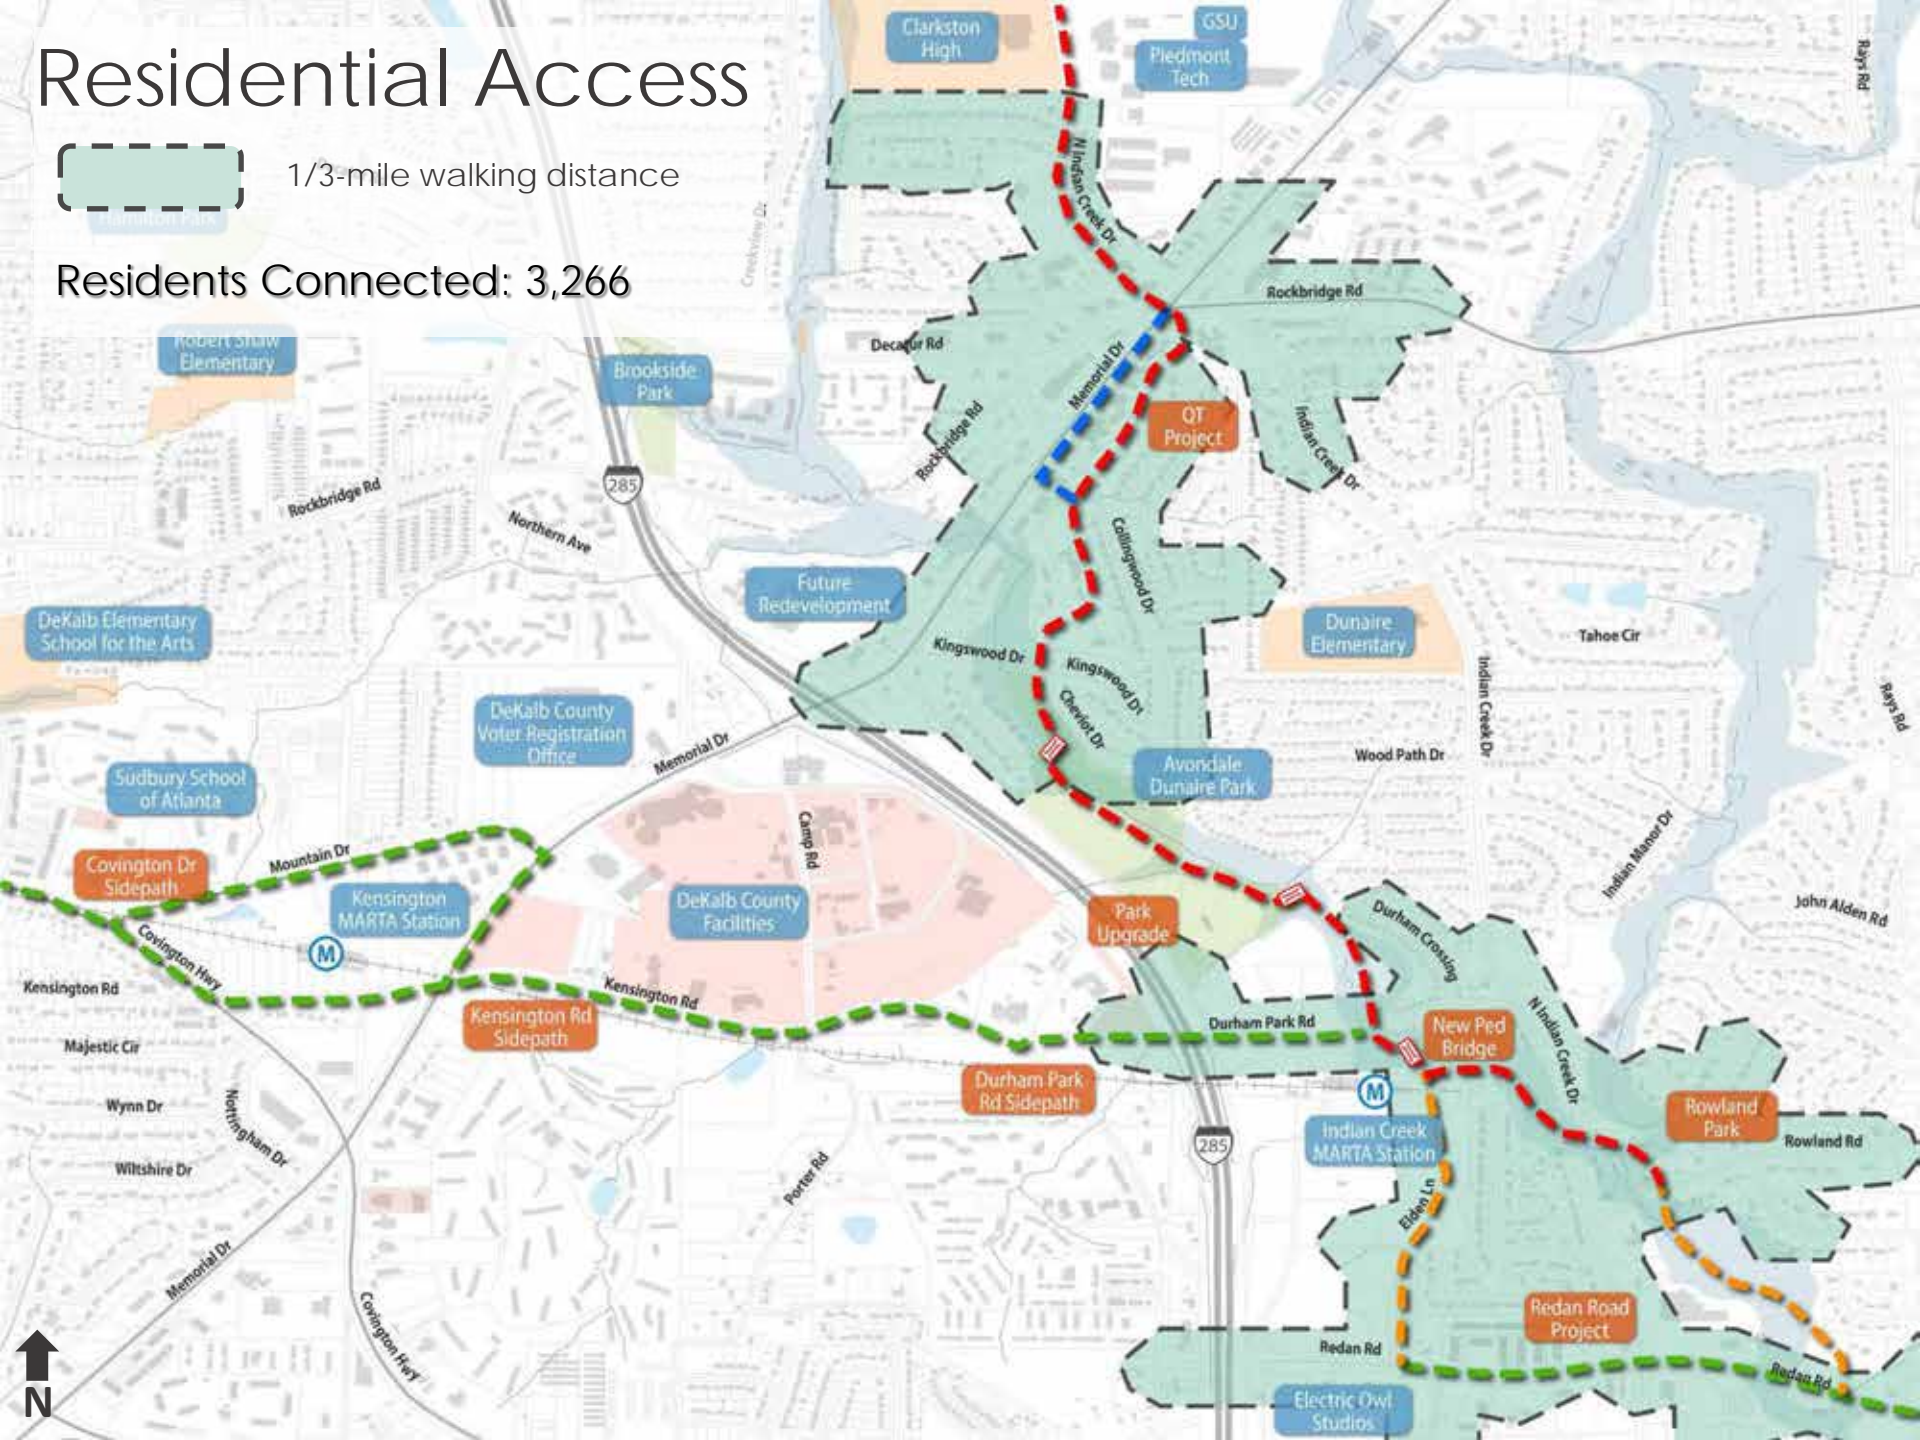 Residential Access
1/3-mile walking distance
Hamilton Park
Residents Connected: 3,266
Clarkston
High
GSU
Piedmont
Tech
Rays Rd
N Indian Creek Dr
Creekview Dr
Rockbridge Rd
Decatur Rd
Memorial Dr
Robert Shaw
Elementary
Brookside
Park
QT
Project
Rockbridge Rd
Indian Creek Dr
285
Rockbridge Rd
Northern Ave
Collingwood Dr
Future
Redevelopment
DeKalb Elementary
School for the Arts
Dunaire
Elementary
Tahoe Cir
Kingswood Dr
Kingswood Dr
Cheviot Dr
Indian Creek Dr
Rays Rd
DeKalb County
Voter Registration
Office
Memorial Dr
Wood Path Dr
Avondale
Dunaire Park
Sudbury School
of Atlanta
Camp Rd
Indian Manor Dr
Mountain Dr
Covington Dr
Sidepath
Kensington
MARTA Station
DeKalb County
Facilities
Park
Upgrade
Durham Crossing
John Alden Rd
M
Covington Hwy
Kensington Rd
Kensington Rd
Kensington Rd
Sidepath
Durham Park Rd
New Ped
Bridge
N Indian Creek Dr
Majestic Cir
Durham Park
Rd Sidepath
M
Wynn Dr
Nottingham Dr
Rowland
Park
Rowland Rd
Indian Creek
MARTA Station
285
Wiltshire Dr
Porter Rd
Elden Ln
Memorial Dr
Covington Hwy
Redan Road
Project
Redan Rd
Redan Rd
Electric Owl
Studios
N